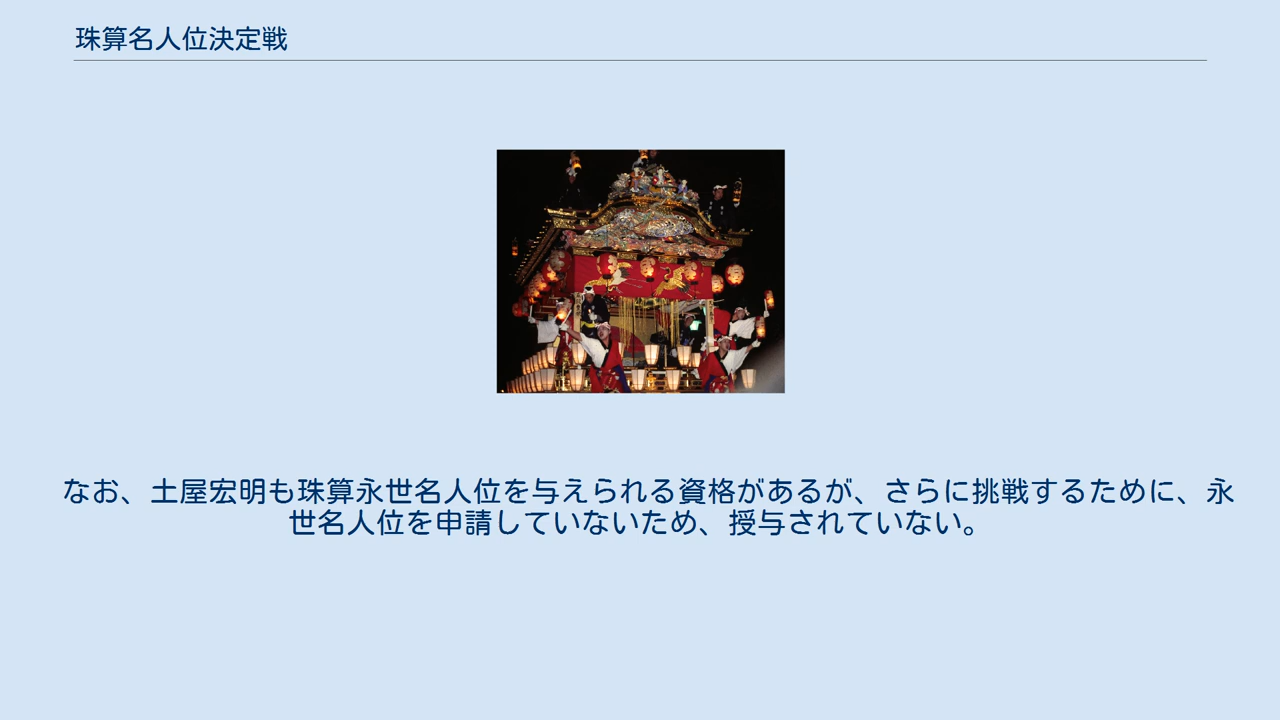 珠算名人位決定戦
なお、土屋宏明も珠算永世名人位を与えられる資格があるが、さらに挑戦するために、永
世名人位を申請していないため、授与されていない。